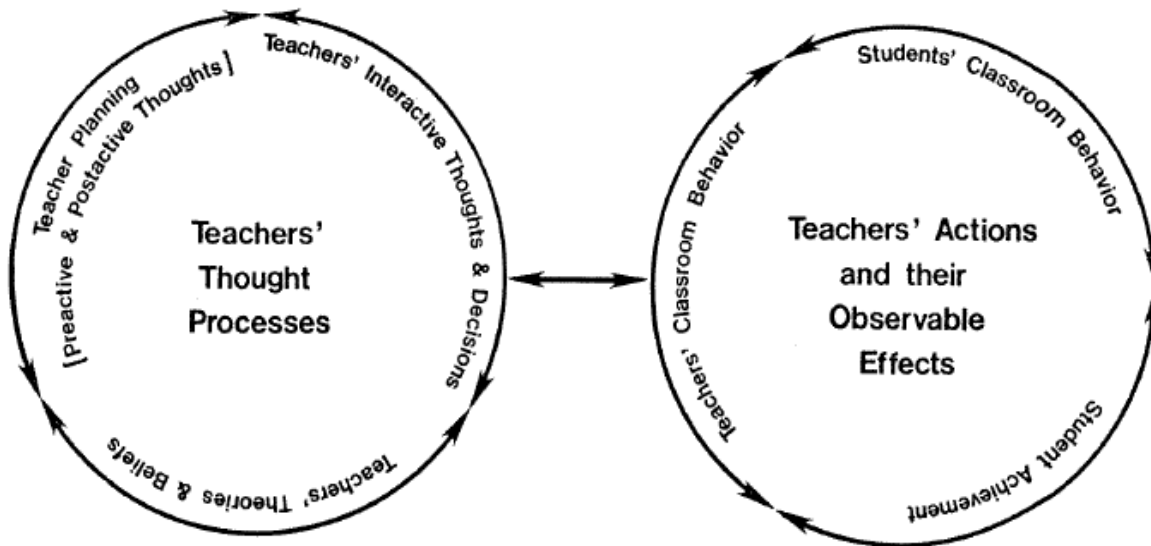 Teacher Planning
[Preactive & Postactive Thoughts]
Teachers' Interactive Thoughts & Decisions
Teachers' Theories & Beliefs
Teachers'
Thought
Processes
Students' Classroom Behavior
Teachers' Classroom Behavior
Student Achievement
Teachers' Actions
and their
Observable
Effects